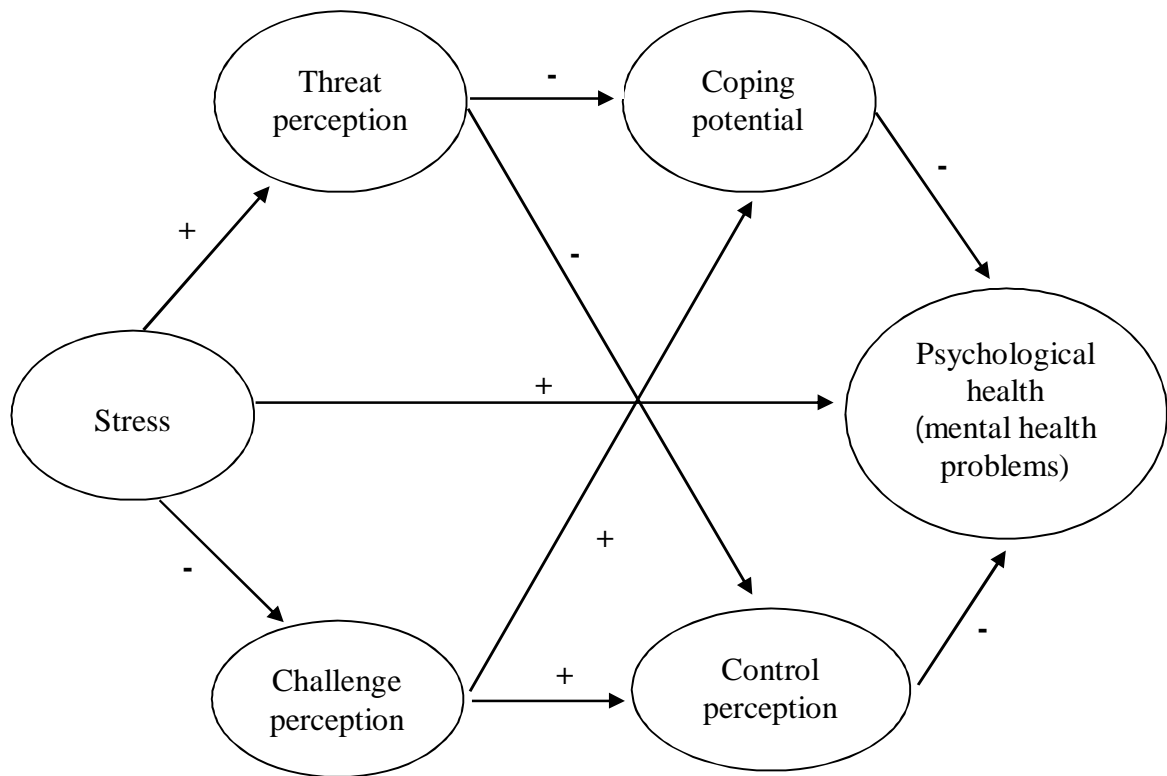 Threat
perception
-
Coping
potential
-
+
-
Stress
+
Psychological
health
(mental health
problems)
-
+
Challenge
perception
+
Control
perception
-